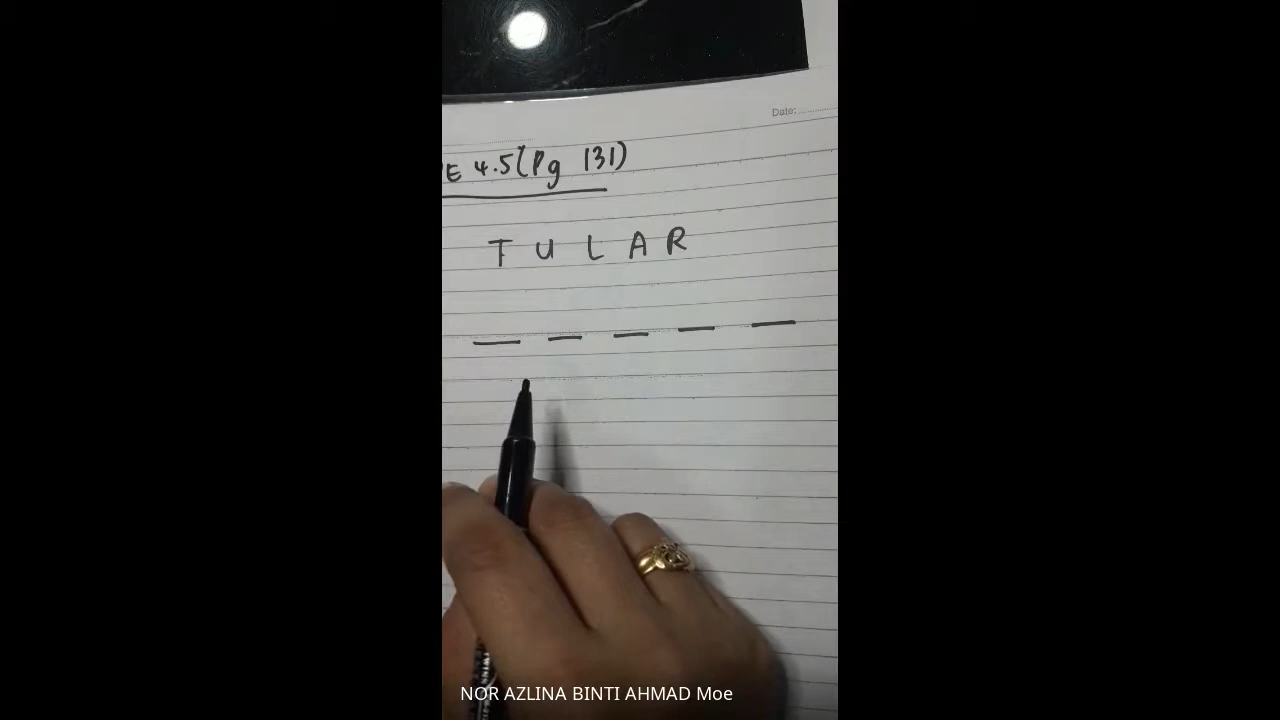 Date:
E 4.5 (Pg 131)
T U L A R
NOR AZLINA BINTI AHMAD Moe